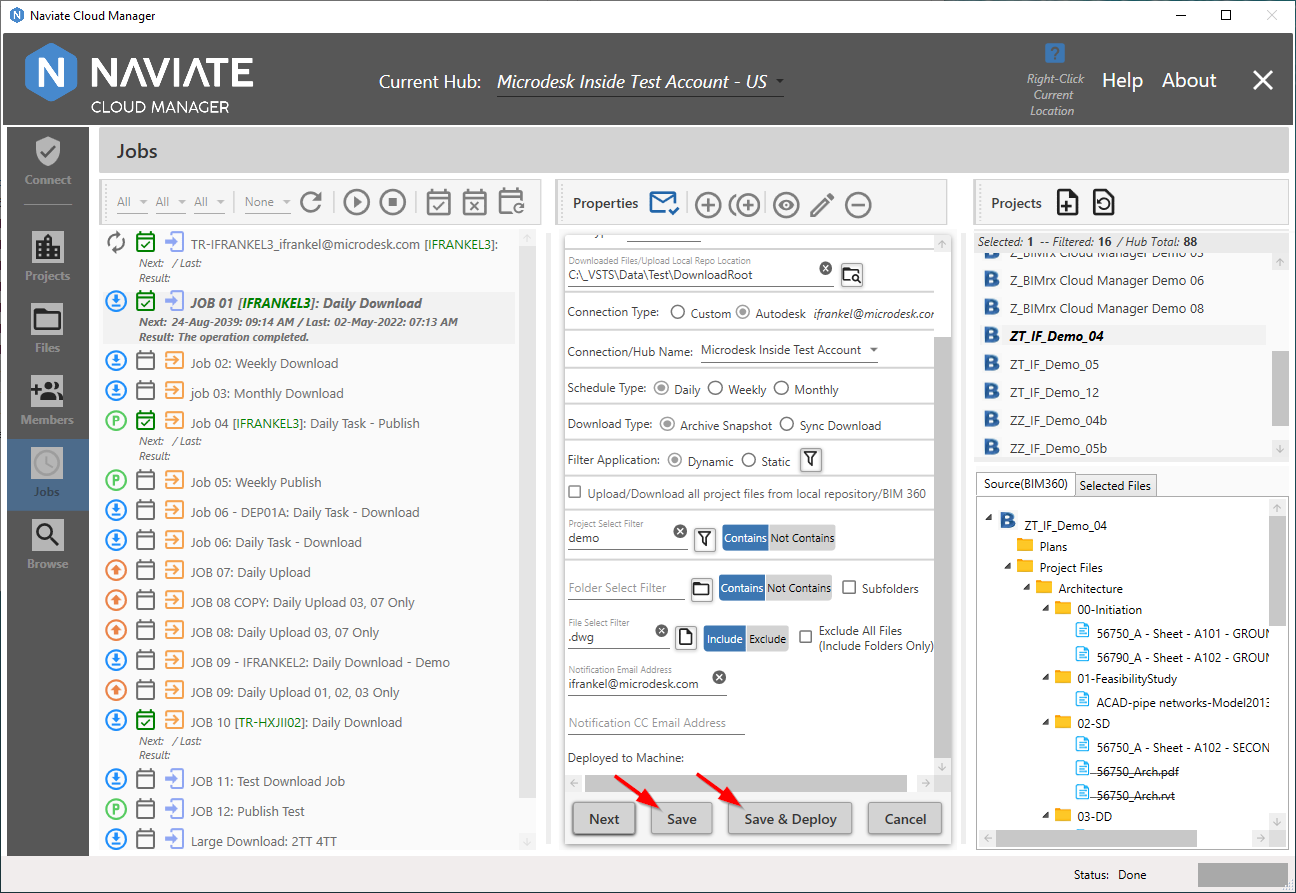 Naviate Cloud Manager
N NAVIATE
CLOUD MANAGER
Current Hub: Microdesk Inside Test Account - US
?
Right-Click
Current
Location
Help About
Connect
Projects
Files
Members
Jobs
Browse
Jobs
All All All None
TR-IFRANKEL3_ifrankel@microdesk.com [IFRANKEL3]:
Next: / Last:
Result:
JOB 01 [IFRANKEL3]: Daily Download
Next: 24-Aug-2039: 09:14 AM / Last: 02-May-2022: 07:13 AM
Result: The operation completed.
Job 02: Weekly Download
job 03: Monthly Download
P Job 04 [IFRANKEL3]: Daily Task - Publish
Next: / Last:
Result:
P Job 05: Weekly Publish
Job 06 - DEP01A: Daily Task - Download
Job 06: Daily Task - Download
JOB 07: Daily Upload
JOB 08 COPY: Daily Upload 03, 07 Only
JOB 08: Daily Upload 03, 07 Only
JOB 09 - IFRANKEL2: Daily Download - Demo
JOB 09: Daily Upload 01, 02, 03 Only
JOB 10 [TR-HXJII02]: Daily Download
Next: / Last:
Result:
JOB 11: Test Download Job
P JOB 12: Publish Test
Large Download: 2TT 4TT
Properties
Downloaded Files/Upload Local Repo Location
C:\_VSTS\Data\Test\DownloadRoot
Connection Type: Custom Autodesk ifrankel@microdesk.cor
Connection/Hub Name: Microdesk Inside Test Account
Schedule Type: Daily Weekly Monthly
Download Type: Archive Snapshot Sync Download
Filter Application: Dynamic Static
Upload/Download all project files from local repository/BIM 360
Project Select Filter
demo Contains Not Contains
Folder Select Filter Contains Not Contains Subfolders
File Select Filter
.dwg Include Exclude Exclude All Files
(Include Folders Only)
Notification Email Address
ifrankel@microdesk.com
Notification CC Email Address
Deployed to Machine:
Next Save Save & Deploy Cancel
Projects
Selected: 1 -- Filtered: 16 / Hub Total: 88
B Z_BIMrx Cloud Manager Demo 05
B Z_BIMrx Cloud Manager Demo 06
B Z_BIMrx Cloud Manager Demo 08
B ZT_IF_Demo_04
B ZT_IF_Demo_05
B ZT_IF_Demo_12
B ZZ_IF_Demo_04b
B ZZ_IF_Demo_05b
Source(BIM360) Selected Files
B ZT_IF_Demo_04
Plans
Project Files
Architecture
00-Initiation
56750_A - Sheet - A101 - GROUN
56790_A - Sheet - A102 - GROUN
01-FeasibilityStudy
ACAD-pipe networks-Model2013
02-SD
56750_A - Sheet - A102 - SECON
56750_Arch.pdf
56750_Arch.rvt
03-DD
Status: Done